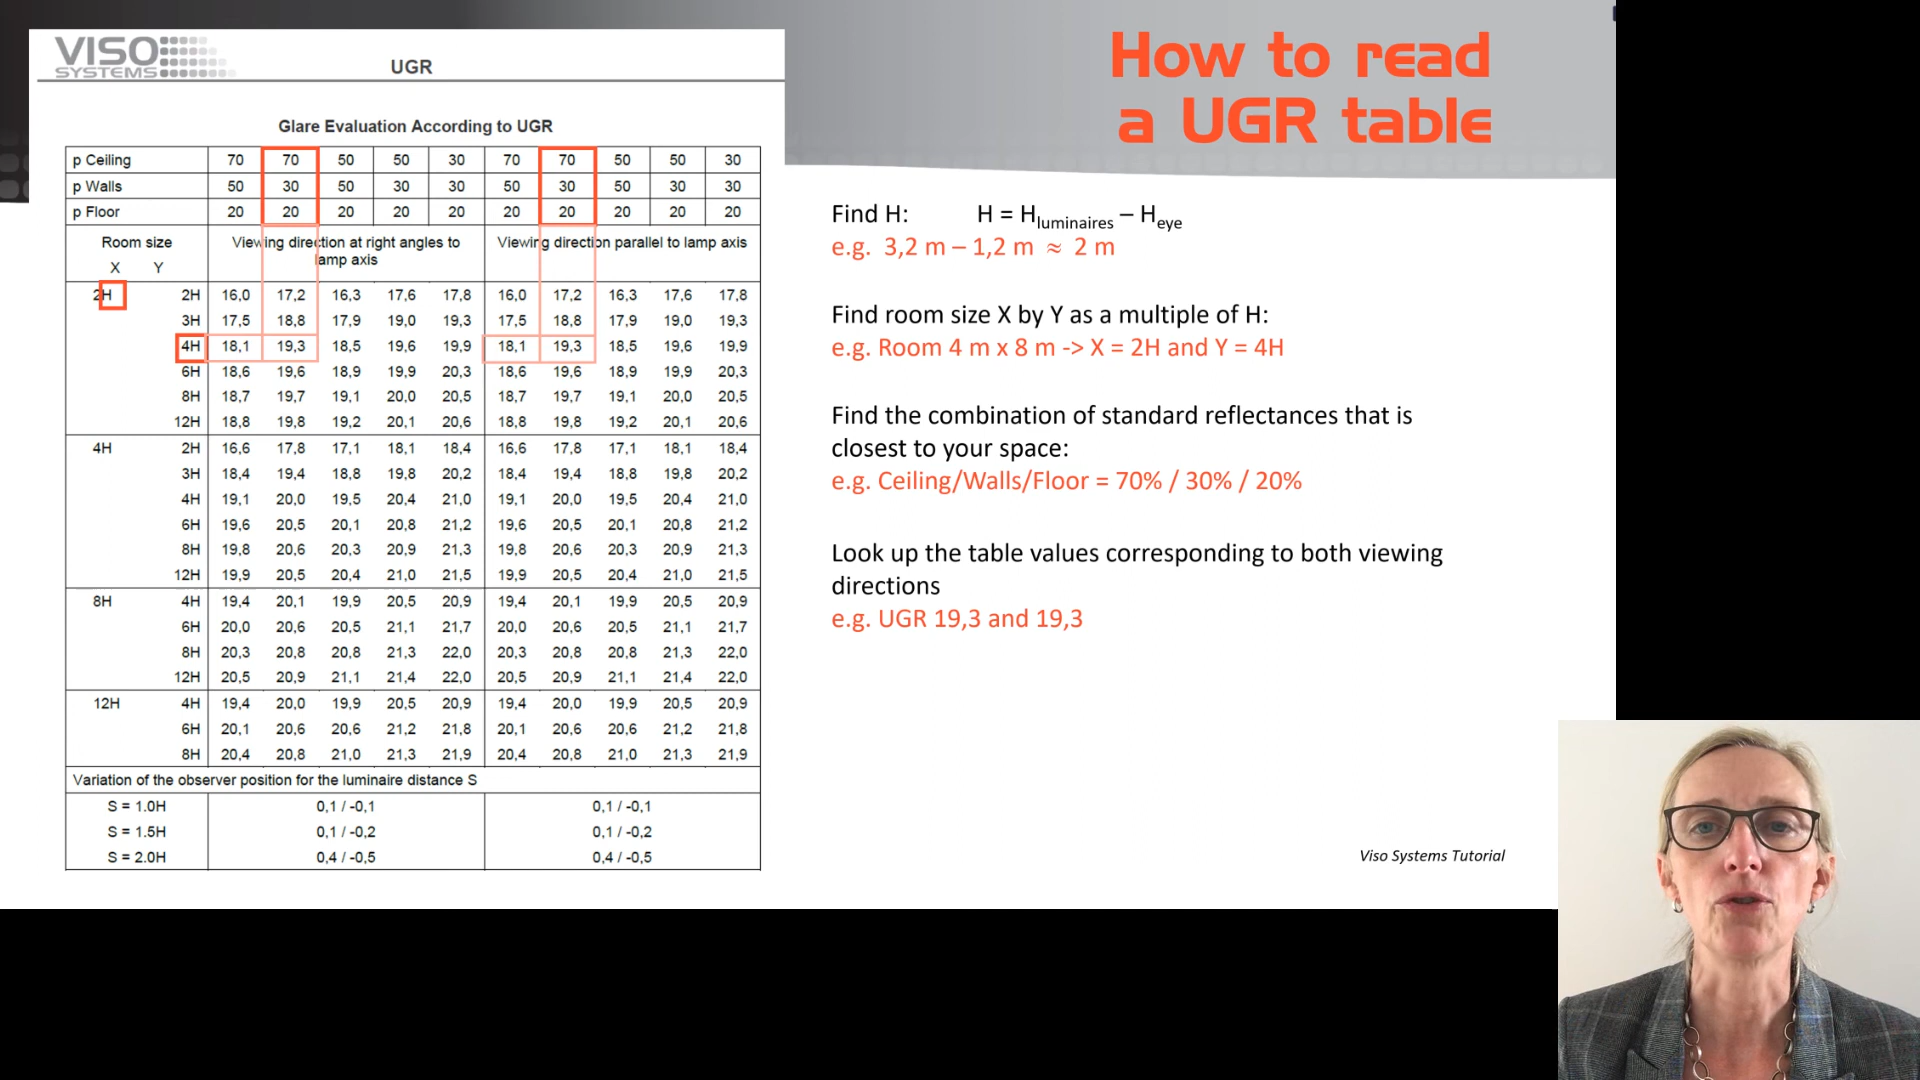 VISO
SYSTEMS
UGR
How to read
a UGR table
Glare Evaluation According to UGR
p Ceiling 70 70 50 50 30 70 70 50 50 30
p Walls 50 30 50 30 30 50 30 50 30 30
p Floor 20 20 20 20 20 20 20 20 20 20
Room size
X Y
Viewing direction at right angles to
lamp axis
Viewing direction parallel to lamp axis
2H 2H 16,0 17,2 16,3 17,6 17,8 16,0 17,2 16,3 17,6 17,8
3H 17,5 18,8 17,9 19,0 19,3 17,5 18,8 17,9 19,0 19,3
4H 18,1 19,3 18,5 19,6 19,9 18,1 19,3 18,5 19,6 19,9
6H 18,6 19,6 18,9 19,9 20,3 18,6 19,6 18,9 19,9 20,3
8H 18,7 19,7 19,1 20,0 20,5 18,7 19,7 19,1 20,0 20,5
12H 18,8 19,8 19,2 20,1 20,6 18,8 19,8 19,2 20,1 20,6
4H 2H 16,6 17,8 17,1 18,1 18,4 16,6 17,8 17,1 18,1 18,4
3H 18,4 19,4 18,8 19,8 20,2 18,4 19,4 18,8 19,8 20,2
4H 19,1 20,0 19,5 20,4 21,0 19,1 20,0 19,5 20,4 21,0
6H 19,6 20,5 20,1 20,8 21,2 19,6 20,5 20,1 20,8 21,2
8H 19,8 20,6 20,3 20,9 21,3 19,8 20,6 20,3 20,9 21,3
12H 19,9 20,5 20,4 21,0 21,5 19,9 20,5 20,4 21,0 21,5
8H 4H 19,4 20,1 19,9 20,5 20,9 19,4 20,1 19,9 20,5 20,9
6H 20,0 20,6 20,5 21,1 21,7 20,0 20,6 20,5 21,1 21,7
8H 20,3 20,8 20,8 21,3 22,0 20,3 20,8 20,8 21,3 22,0
12H 20,5 20,9 21,1 21,4 22,0 20,5 20,9 21,1 21,4 22,0
12H 4H 19,4 20,0 19,9 20,5 20,9 19,4 20,0 19,9 20,5 20,9
6H 20,1 20,6 20,6 21,2 21,8 20,1 20,6 20,6 21,2 21,8
8H 20,4 20,8 21,0 21,3 21,9 20,4 20,8 21,0 21,3 21,9
Variation of the observer position for the luminaire distance S
S = 1.0H 0,1 / -0,1 0,1 / -0,1
S = 1.5H 0,1 / -0,2 0,1 / -0,2
S = 2.0H 0,4 / -0,5 0,4 / -0,5
Find H: H = Hluminaires – Heye
e.g. 3,2 m – 1,2 m ≈ 2 m
Find room size X by Y as a multiple of H:
e.g. Room 4 m x 8 m -> X = 2H and Y = 4H
Find the combination of standard reflectances that is
closest to your space:
e.g. Ceiling/Walls/Floor = 70% / 30% / 20%
Look up the table values corresponding to both viewing
directions
e.g. UGR 19,3 and 19,3
Viso Systems Tutorial